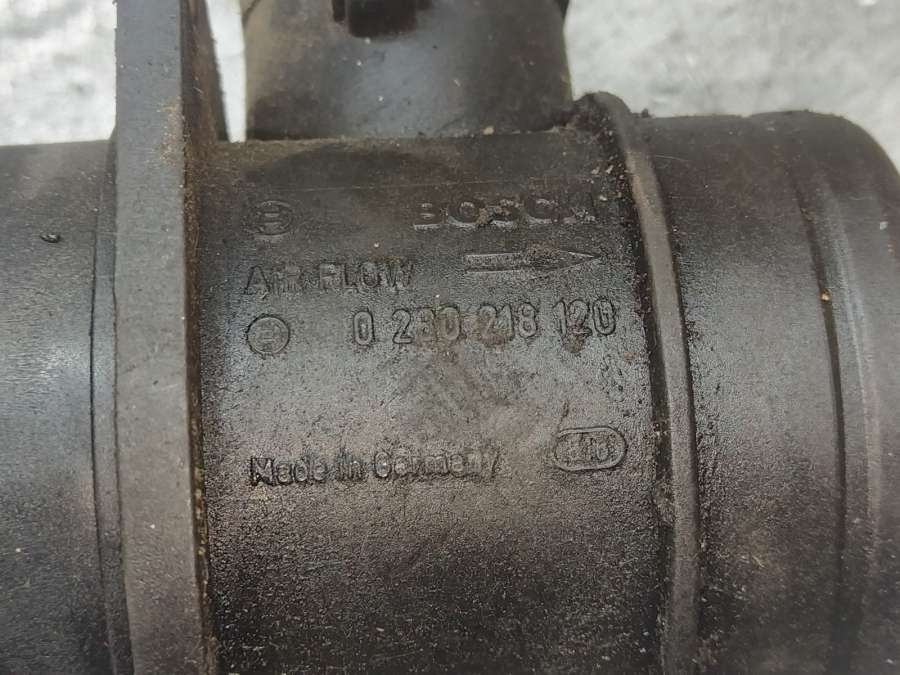 BOSCH
AIR FLOW
0 280 218 120
Made in Germany